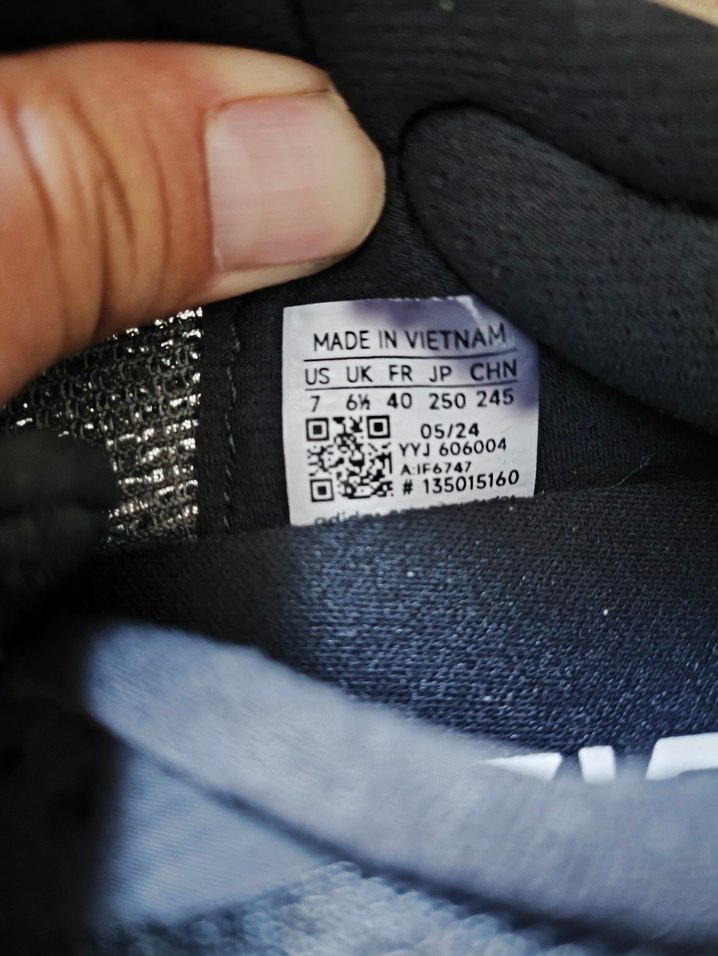 MADE IN VIETNAM
US UK FR JP CHN
7 6½ 40 250 245
05/24
YYJ 606004
A:IF6747
# 135015160